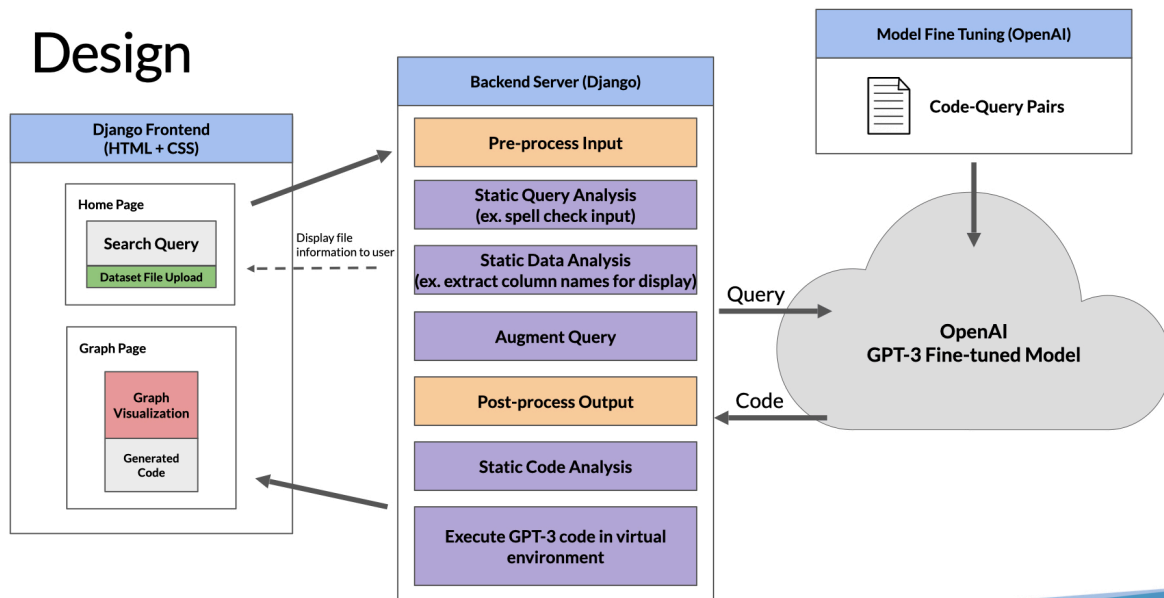 Design
Django Frontend
(HTML + CSS)
Home Page
Search Query
Dataset File Upload
Graph Page
Graph
Visualization
Generated
Code
Display file
information to user
Backend Server (Django)
Pre-process Input
Static Query Analysis
(ex. spell check input)
Static Data Analysis
(ex. extract column names for display)
Augment Query
Post-process Output
Static Code Analysis
Execute GPT-3 code in virtual
environment
Query
Code
Model Fine Tuning (OpenAI)
Code-Query Pairs
OpenAI
GPT-3 Fine-tuned Model